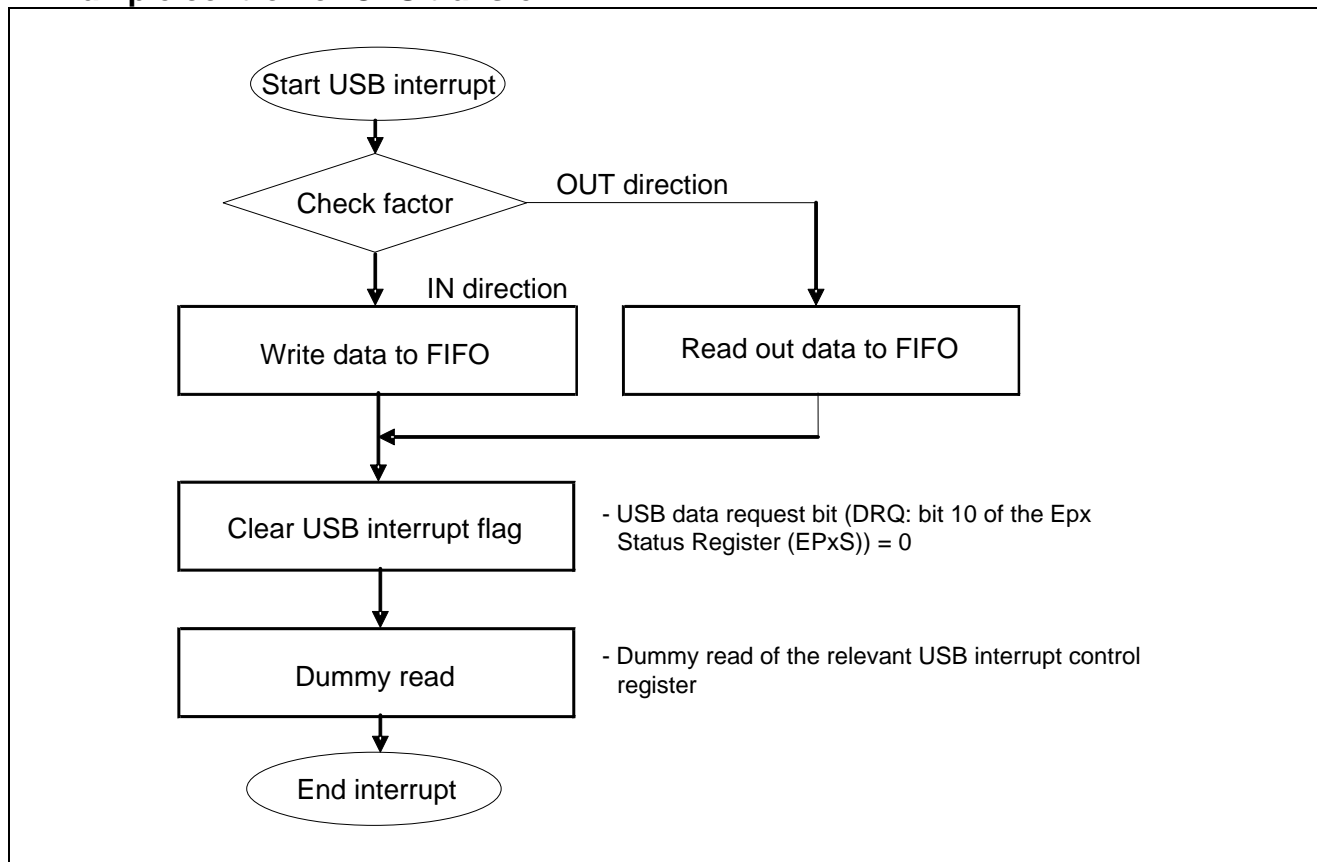 Start USB interrupt
OUT direction
Check factor
IN direction
Write data to FIFO
Read out data to FIFO
Clear USB interrupt flag
- USB data request bit (DRQ: bit 10 of the Epx
Status Register (EPxS)) = 0
Dummy read
- Dummy read of the relevant USB interrupt control
register
End interrupt